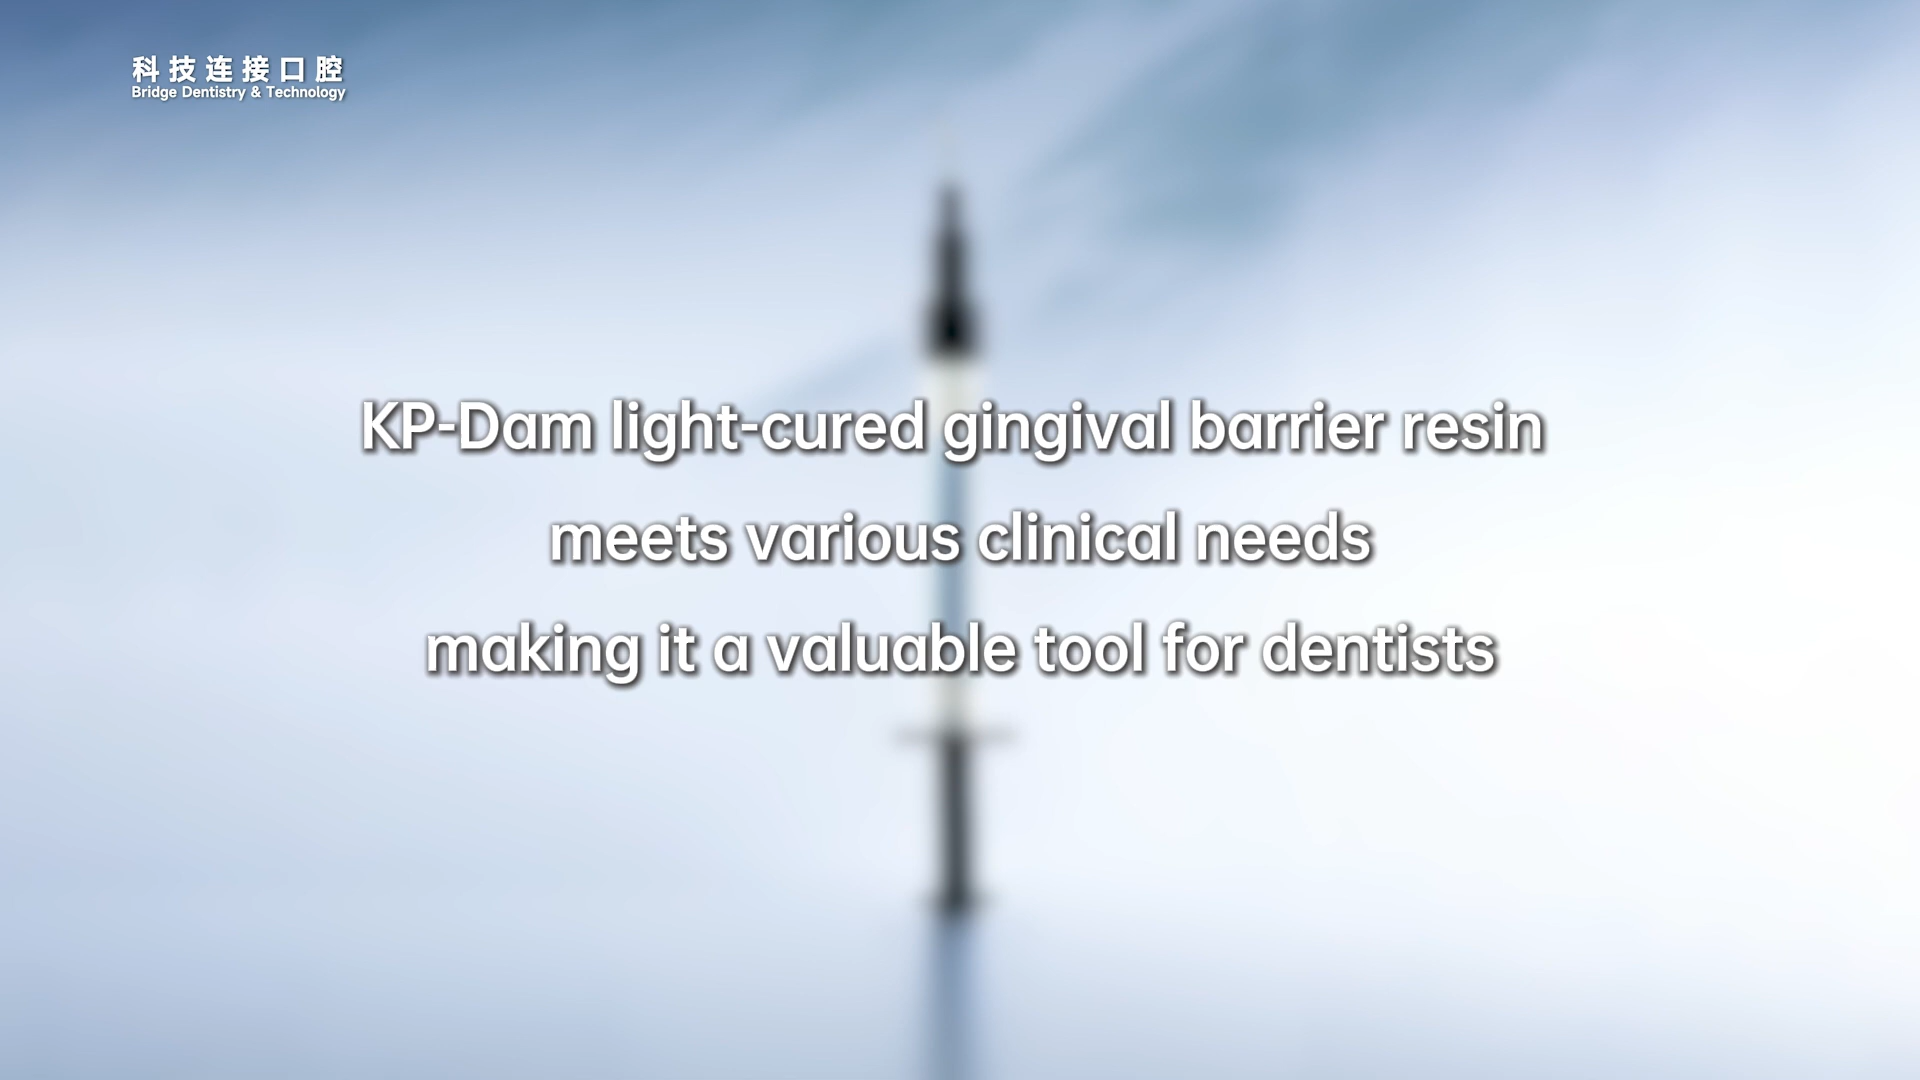 科技连接口腔
Bridge Dentistry & Technology
KP-Dam light-cured gingival barrier resin
meets various clinical needs
making it a valuable tool for dentists